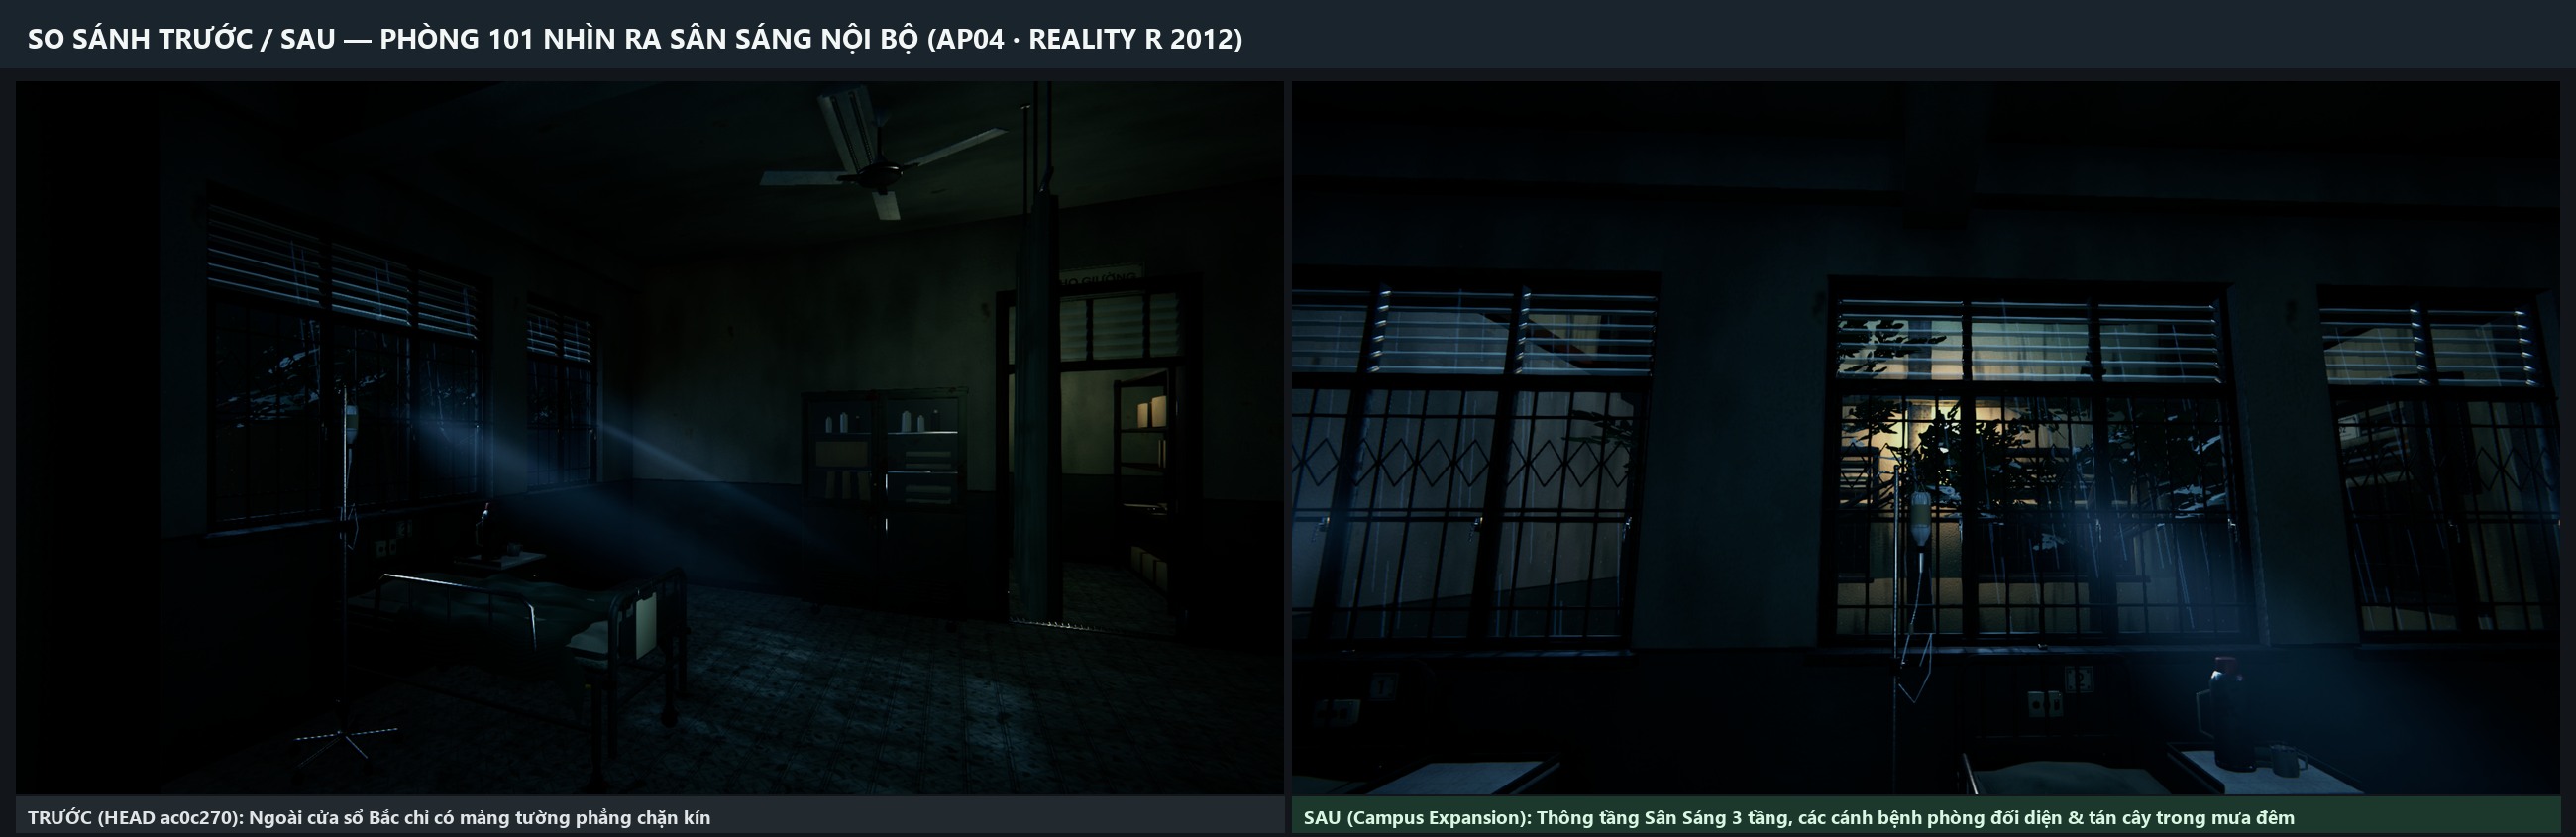 SO SÁNH TRƯỚC / SAU — PHÒNG 101 NHÌN RA SÂN SÁNG NỘI BỘ (AP04 · REALITY R 2012)
GIƯỜNG
TRƯỚC (HEAD ac0c270): Ngoài cửa sổ Bắc chỉ có mảng tường phẳng chặn kín
SAU (Campus Expansion): Thông tầng Sân Sáng 3 tầng, các cánh bệnh phòng đối diện & tán cây trong mưa đêm